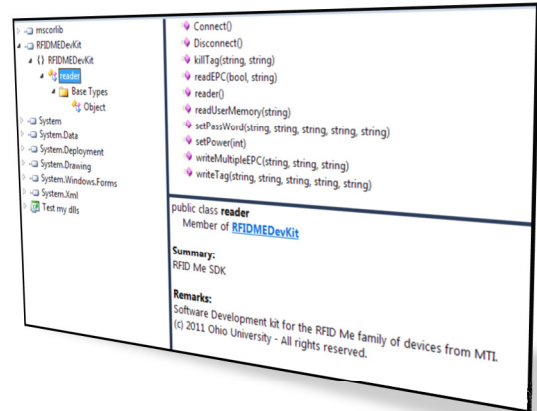 mscorlib
RFIDMEDevKit
{} RFIDMEDevKit
reader
Base Types
Object
System
System.Data
System.Deployment
System.Drawing
System.Windows.Forms
System.Xml
Test my dlls
Connect()
Disconnect()
killTag(string, string)
readEPC(bool, string)
reader()
readUserMemory(string)
setPassWord(string, string, string, string, string)
setPower(int)
writeMultipleEPC(string, string, string)
writeTag(string, string, string, string, string)
public class reader
Member of RFIDMEDevKit
Summary:
RFID Me SDK
Remarks:
Software Development kit for the RFID Me family of devices from MTI.
(c) 2011 Ohio University - All rights reserved.